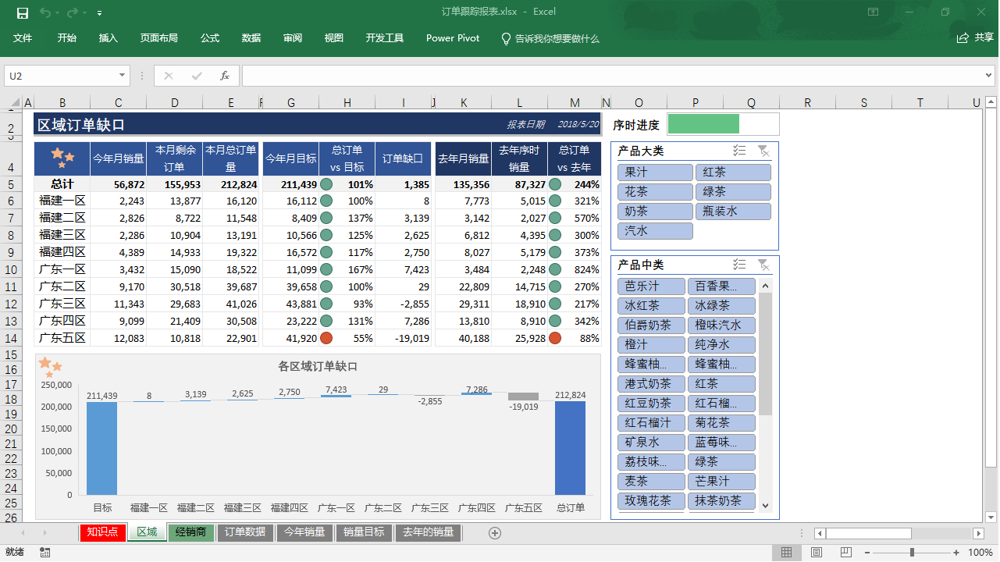 订单跟踪报表.xlsx - Excel
文件 开始 插入 页面布局 公式 数据 审阅 视图 开发工具 Power Pivot 告诉我你想要做什么 共享
U2 fx
A B C D E F G H I J K L M N O P Q R S T U
2 区域订单缺口 报表日期 2018/5/20 序时进度
3
4 今年月销量 本月剩余订单 本月总订单量 今年月目标 总订单 vs 目标 订单缺口 去年月销量 去年序时销量 总订单 vs 去年
5 总计 56,872 155,953 212,824 211,439 101% 1,385 135,356 87,327 244%
6 福建一区 2,243 13,877 16,120 16,112 100% 8 7,773 5,015 321%
7 福建二区 2,826 8,722 11,548 8,409 137% 3,139 3,142 2,027 570%
8 福建三区 2,286 10,904 13,191 10,566 125% 2,625 6,812 4,395 300%
9 福建四区 4,389 14,933 19,322 16,572 117% 2,750 8,027 5,179 373%
10 广东一区 3,432 15,090 18,522 11,099 167% 7,423 3,484 2,248 824%
11 广东二区 9,170 30,518 39,687 39,658 100% 29 22,809 14,715 270%
12 广东三区 11,343 29,683 41,026 43,881 93% -2,855 29,311 18,910 217%
13 广东四区 9,099 21,409 30,508 23,222 131% 7,286 13,810 8,910 342%
14 广东五区 12,083 10,818 22,901 41,920 55% -19,019 40,188 25,928 88%
15
16
17
18
19
20
21
22
23
24
25
26
各区域订单缺口
250,000
200,000
150,000
100,000
50,000
0
211,439 8 3,139 2,625 2,750 7,423 29 -2,855 7,286 -19,019 212,824
目标 福建一区 福建二区 福建三区 福建四区 广东一区 广东二区 广东三区 广东四区 广东五区 总订单
产品大类
果汁 红茶
花茶 绿茶
奶茶 瓶装水
汽水
产品中类
芭乐汁 百香果...
冰红茶 冰绿茶
伯爵奶茶 橙味汽水
橙汁 纯净水
蜂蜜柚... 蜂蜜柚...
港式奶茶 红茶
红豆奶茶 红石榴...
红石榴汁 菊花茶
矿泉水 蓝莓味...
荔枝味... 绿茶
麦茶 芒果汁
玫瑰花茶 抹茶奶茶
知识点 区域 经销商 订单数据 今年销量 销量目标 去年的销量
就绪 100%